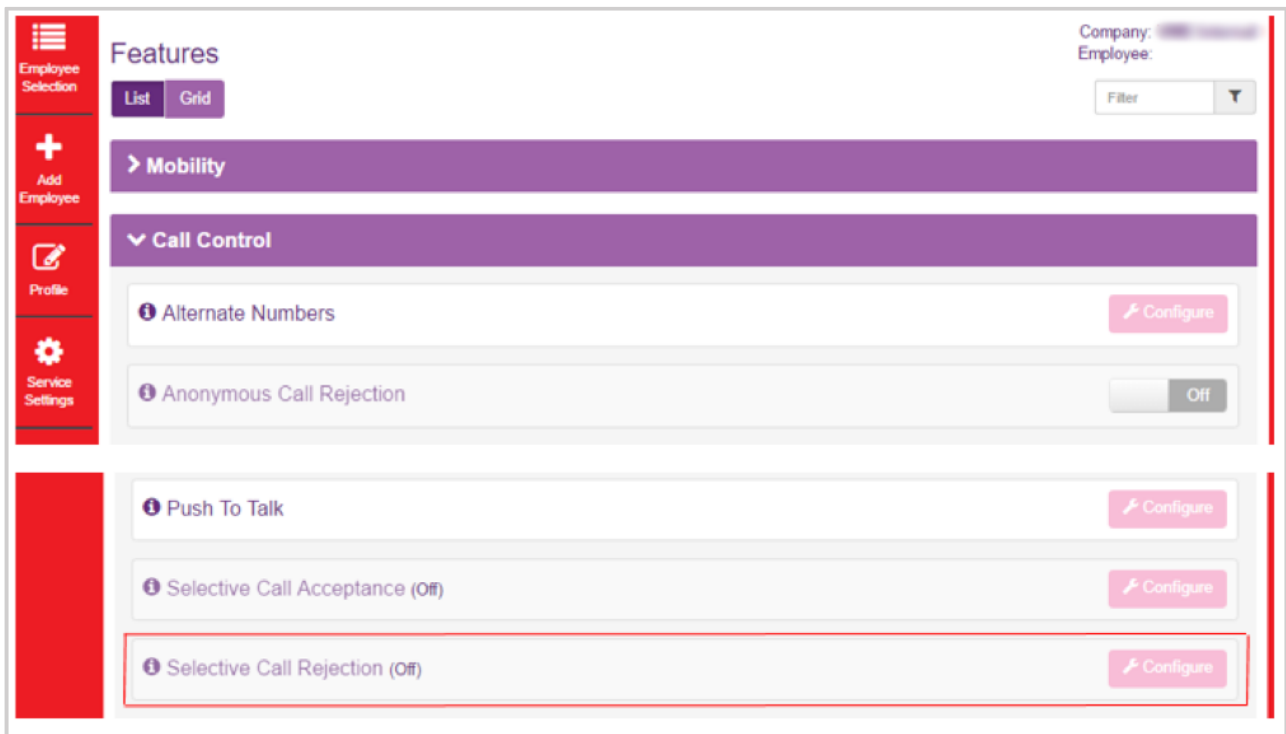 Employee
Selection
Add
Employee
Profile
Service
Settings
Features
List Grid
Company:
Employee:
Filter
Mobility
Call Control
Alternate Numbers
Configure
Anonymous Call Rejection
Off
Push To Talk
Configure
Selective Call Acceptance (Off)
Configure
Selective Call Rejection (Off)
Configure